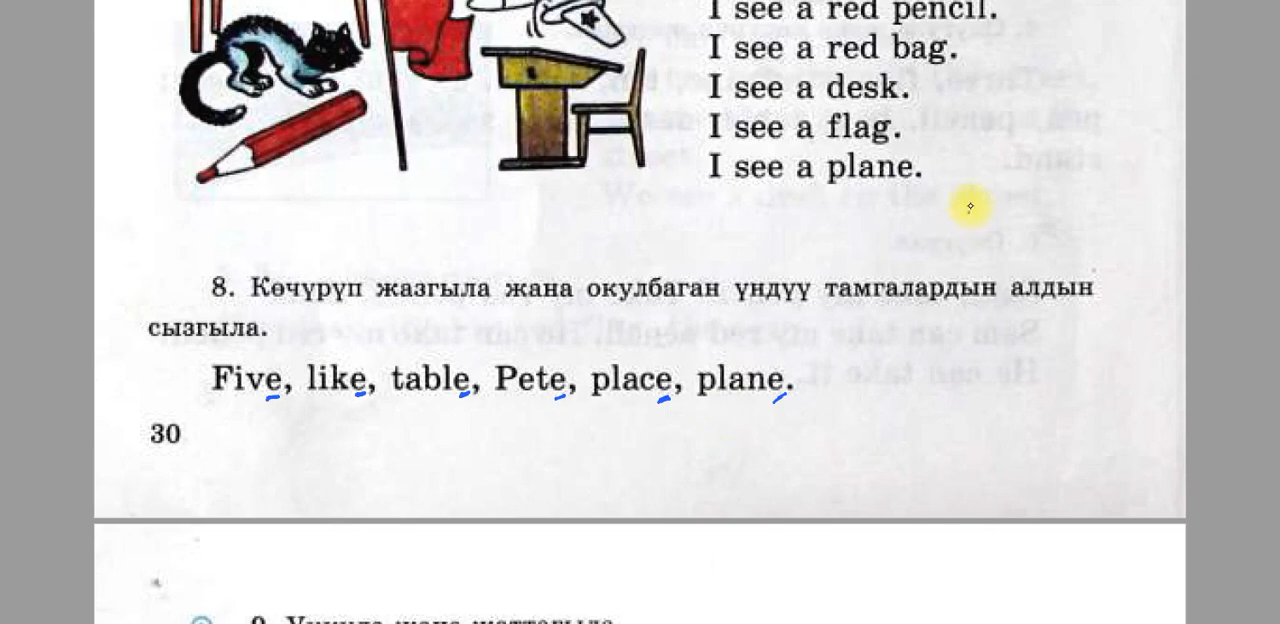 I see a red pencil.
I see a red bag.
I see a desk.
I see a flag.
I see a plane.
8. Көчүрүп жазгыла жана окулбаган үндүү тамгалардын алдын
сызгыла.
Five, like, table, Pete, place, plane.
30